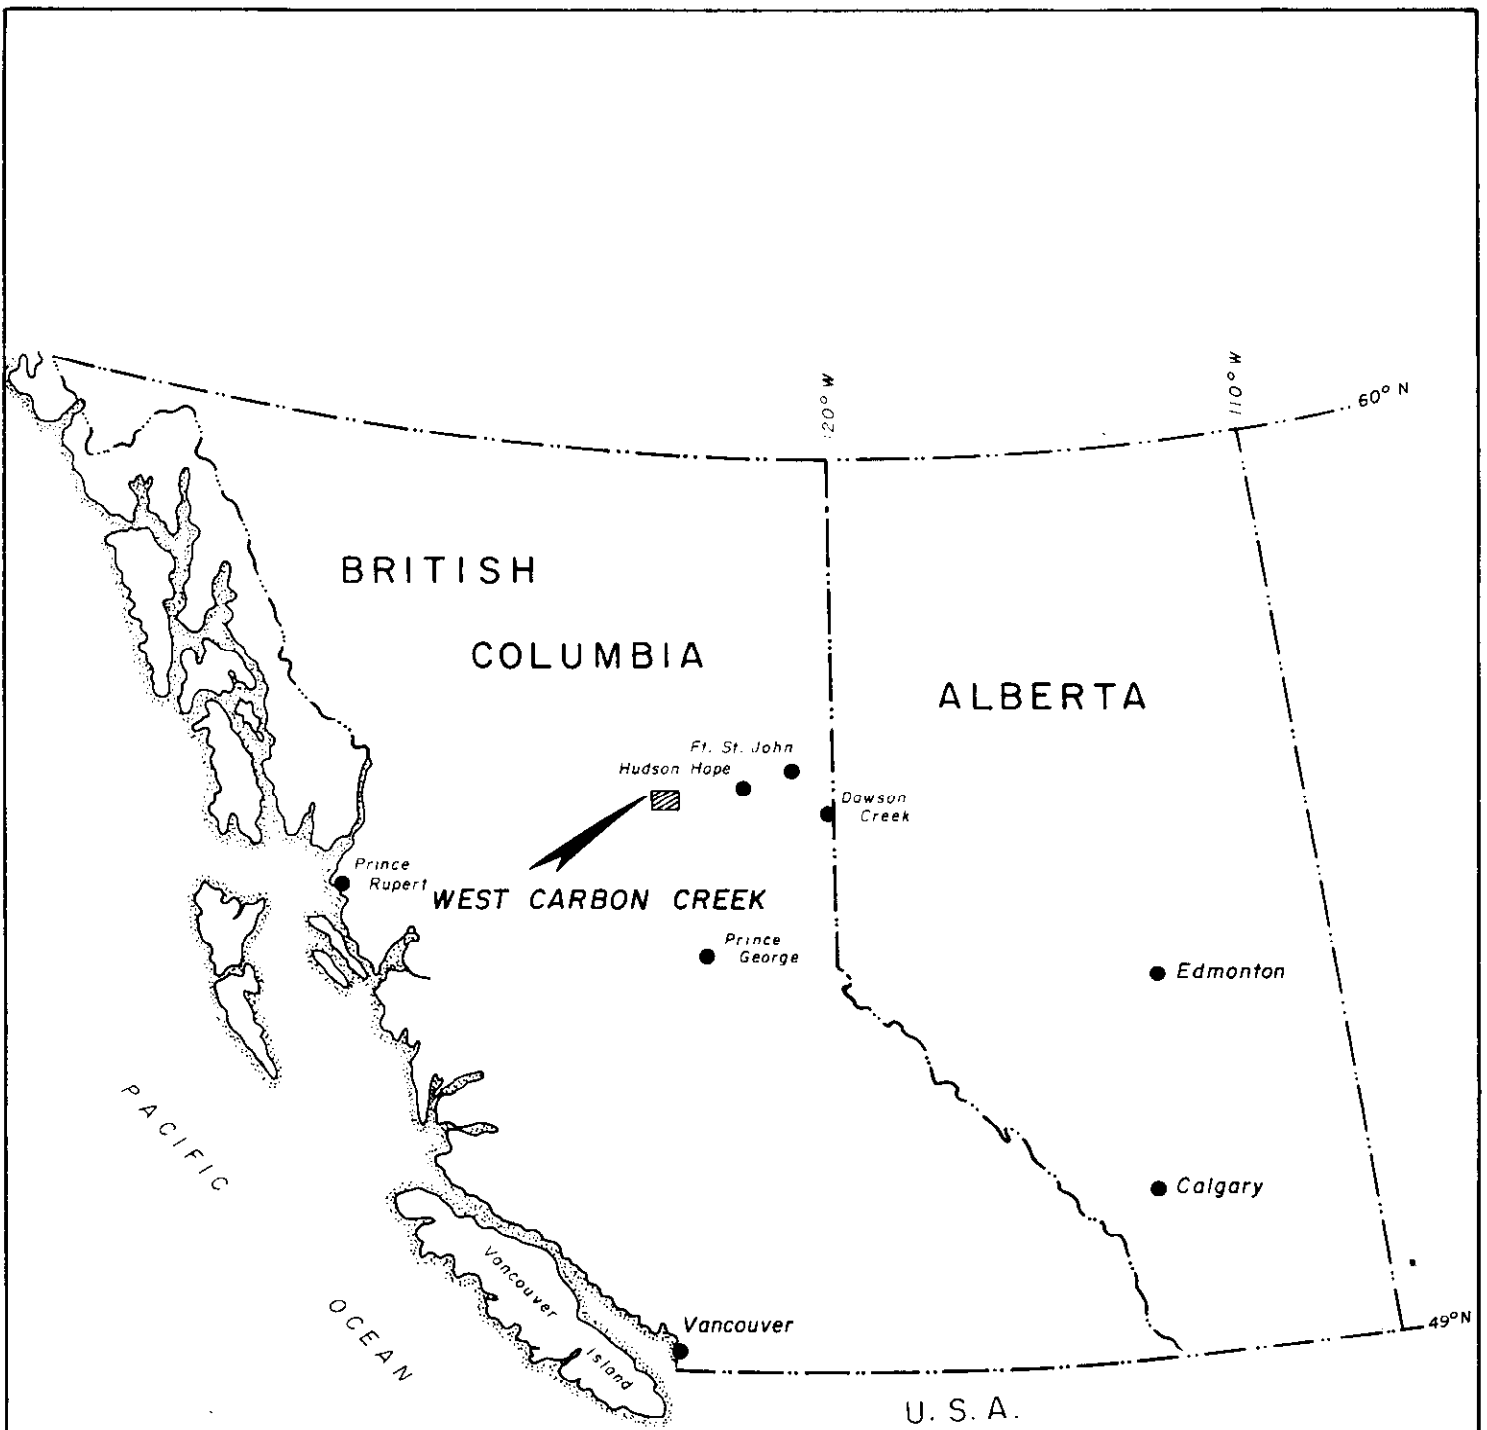 120° W
110° W
60° N
BRITISH
COLUMBIA
ALBERTA
Ft. St. John
Hudson Hope
Dawson
Creek
Prince
Rupert
WEST CARBON CREEK
Prince
George
Edmonton
PACIFIC
OCEAN
Calgary
Vancouver
Island
Vancouver
49° N
U. S. A.